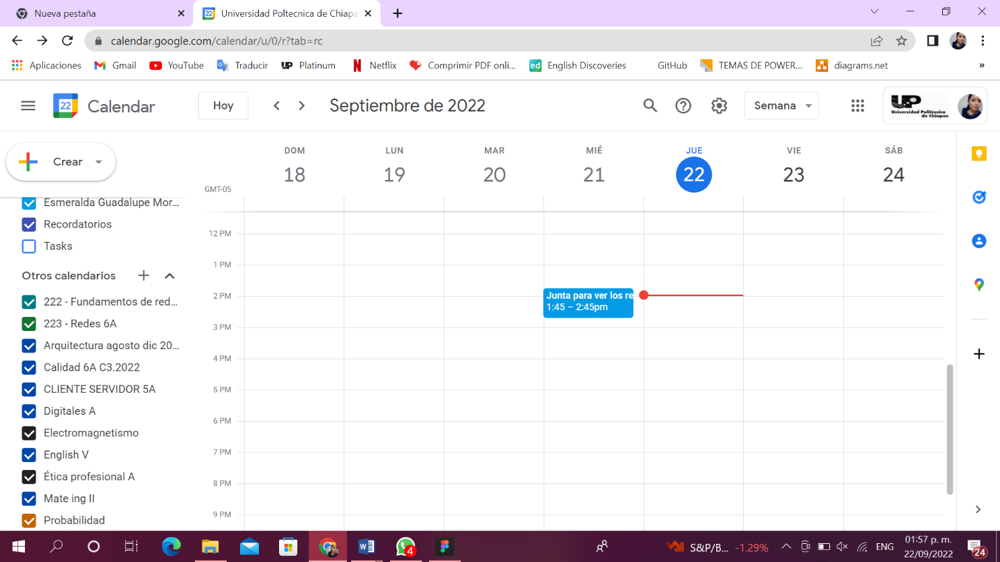 Nueva pestaña
Universidad Poltecnica de Chiapa
calendar.google.com/calendar/u/0/r?tab=rc
Aplicaciones
Gmail
YouTube
Traducir
UP Platinum
Netflix
Comprimir PDF onli...
ed English Discoveries
GitHub
TEMAS DE POWER...
diagrams.net
»
22 Calendar
Hoy
Septiembre de 2022
Semana
UP
Universidad Politécnica
de Chiapas
Crear
GMT-05
DOM
18
LUN
19
MAR
20
MIÉ
21
JUE
22
VIE
23
SÁB
24
Esmeralda Guadalupe Mor...
Recordatorios
Tasks
Otros calendarios
222 - Fundamentos de red...
223 - Redes 6A
Arquitectura agosto dic 20...
Calidad 6A C3.2022
CLIENTE SERVIDOR 5A
Digitales A
Electromagnetismo
English V
Ética profesional A
Mate ing II
Probabilidad
12 PM
1 PM
2 PM
3 PM
4 PM
5 PM
6 PM
7 PM
8 PM
9 PM
Junta para ver los re
1:45 – 2:45pm
4
S&P/B... -1.29%
ENG
01:57 p. m.
22/09/2022
24